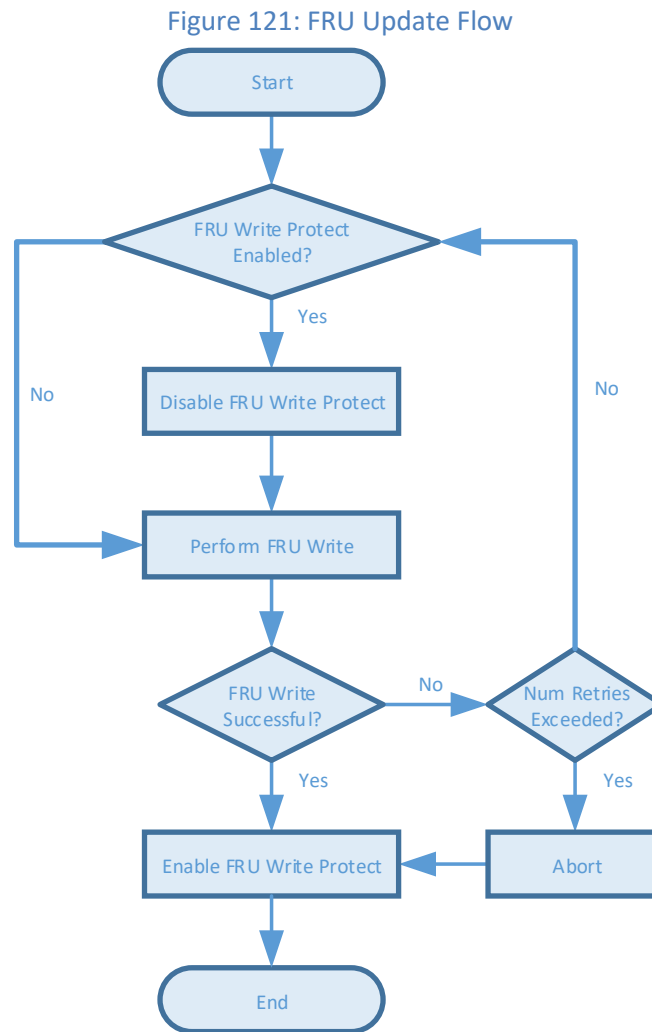 Figure 121: FRU Update Flow
Start
FRU Write Protect
Enabled?
Yes
No
No
Disable FRU Write Protect
Perform FRU Write
FRU Write
Successful?
No
Num Retries
Exceeded?
Yes
Yes
Enable FRU Write Protect
Abort
End